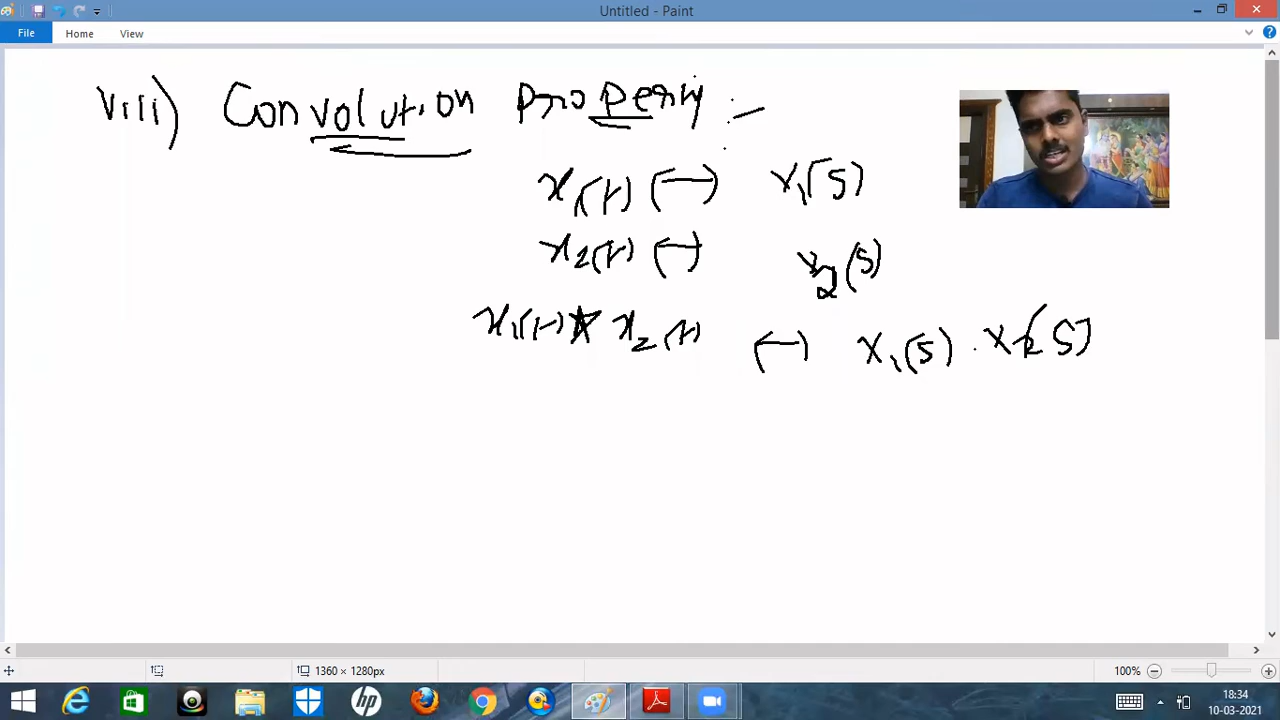 Untitled - Paint
File Home View
viii) Convolution Property :-
x1(t) ↔ X1(S)
x2(t) ↔ X2(S)
x1(t) * x2(t) ↔ X1(S) . X2(S)
1360 × 1280px 100%
hp
18:34
10-03-2021